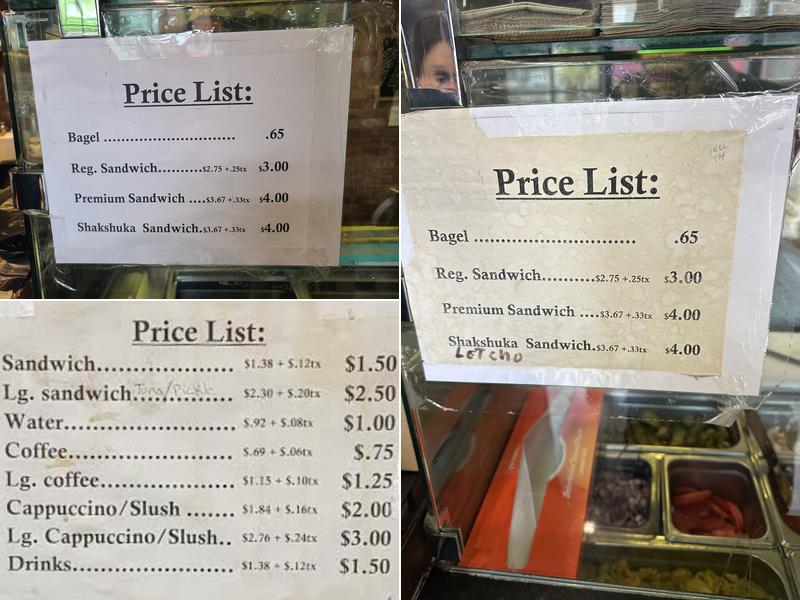 Price List:
Bagel ............................. .65
Reg. Sandwich..........$2.75 +.25tx $3.00
Premium Sandwich ....$3.67 +.33tx $4.00
Shakshuka Sandwich.$3.67 +.33tx $4.00
Price List:
Sandwich...................... $1.38 + $.12tx $1.50
Lg. sandwich................ $2.30 + $.20tx $2.50
Water........................... $.92 + $.08tx $1.00
Coffee........................... $.69 + $.06tx $.75
Lg. coffee..................... $1.15 + $.10tx $1.25
Cappuccino/Slush ....... $1.84 + $.16tx $2.00
Lg. Cappuccino/Slush.. $2.76 + $.24tx $3.00
Drinks......................... $1.38 + $.12tx $1.50
incl
tax
Price List:
Bagel ............................. .65
Reg. Sandwich..........$2.75 +.25tx $3.00
Premium Sandwich ....$3.67 +.33tx $4.00
Shakshuka Sandwich.$3.67 +.33tx $4.00
LETCHO